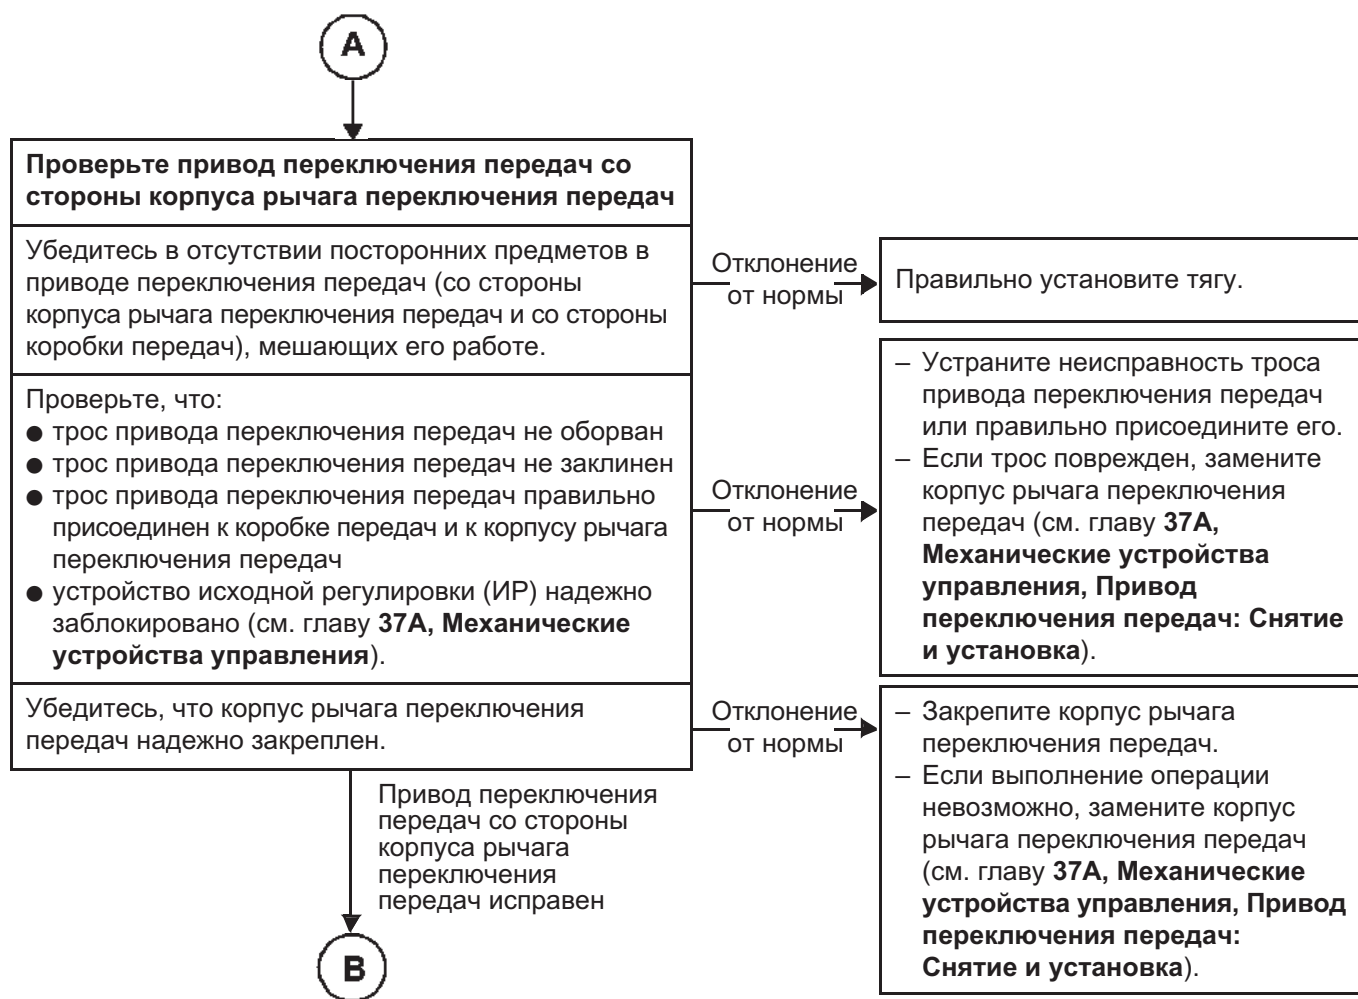 A
Проверьте привод переключения передач со
стороны корпуса рычага переключения передач
Убедитесь в отсутствии посторонних предметов в
приводе переключения передач (со стороны
корпуса рычага переключения передач и со стороны
коробки передач), мешающих его работе.
Отклонение
от нормы
Правильно установите тягу.
Проверьте, что:
● трос привода переключения передач не оборван
● трос привода переключения передач не заклинен
● трос привода переключения передач правильно
присоединен к коробке передач и к корпусу рычага
переключения передач
● устройство исходной регулировки (ИР) надежно
заблокировано (см. главу 37A, Механические
устройства управления).
Отклонение
от нормы
– Устраните неисправность троса
привода переключения передач
или правильно присоедините его.
– Если трос поврежден, замените
корпус рычага переключения
передач (см. главу 37A,
Механические устройства
управления, Привод
переключения передач: Снятие
и установка).
Убедитесь, что корпус рычага переключения
передач надежно закреплен.
Отклонение
от нормы
– Закрепите корпус рычага
переключения передач.
– Если выполнение операции
невозможно, замените корпус
рычага переключения передач
(см. главу 37A, Механические
устройства управления, Привод
переключения передач:
Снятие и установка).
Привод переключения
передач со стороны
корпуса рычага
переключения
передач исправен
B